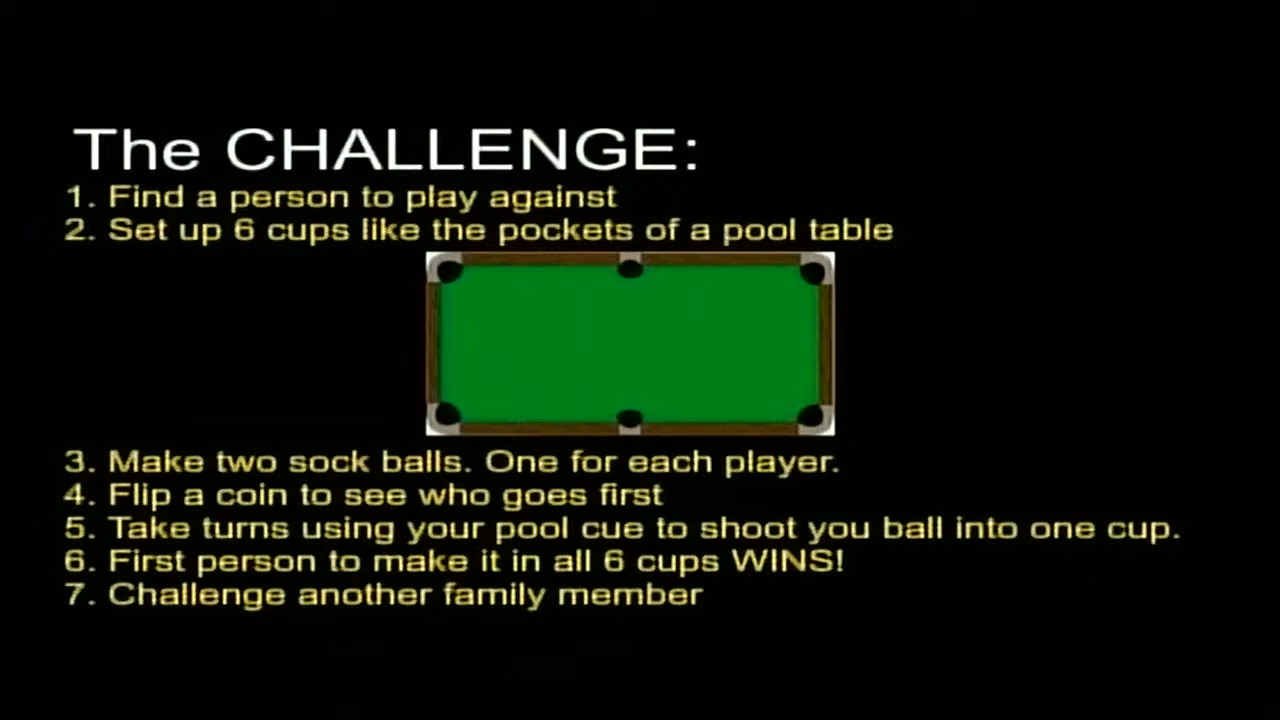 The CHALLENGE:
1. Find a person to play against
2. Set up 6 cups like the pockets of a pool table
3. Make two sock balls. One for each player.
4. Flip a coin to see who goes first
5. Take turns using your pool cue to shoot you ball into one cup.
6. First person to make it in all 6 cups WINS!
7. Challenge another family member